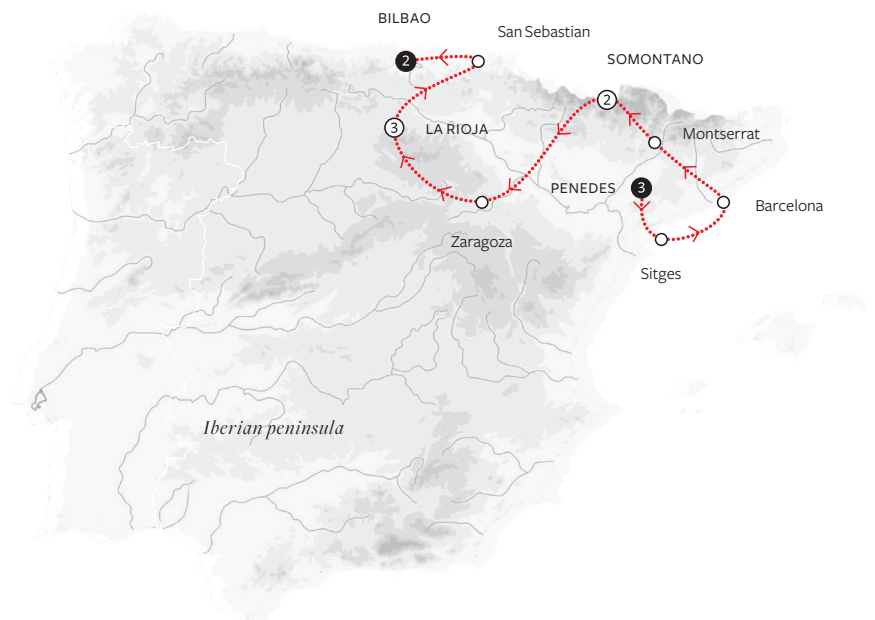 BILBAO
San Sebastian
SOMONTANO
2
2
3
LA RIOJA
Montserrat
PENEDES
3
Barcelona
Zaragoza
Sitges
Iberian peninsula